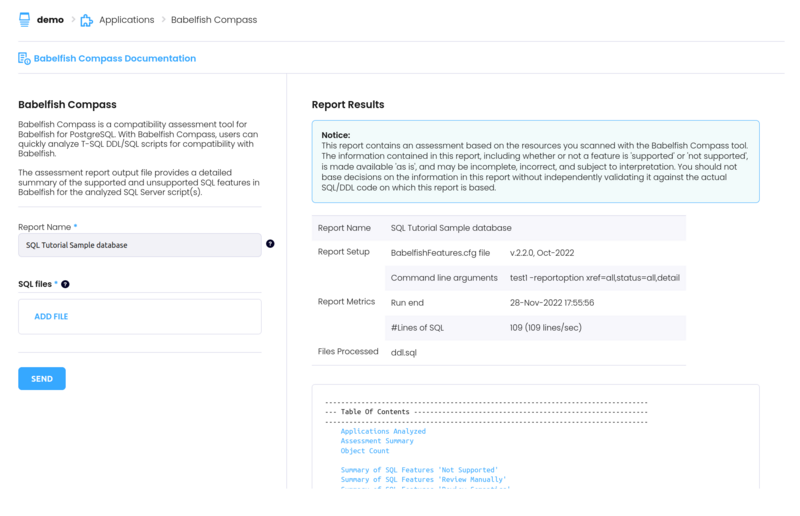 demo > Applications > Babelfish Compass
Babelfish Compass Documentation
Babelfish Compass
Babelfish Compass is a compatibility assessment tool for
Babelfish for PostgreSQL. With Babelfish Compass, users can
quickly analyze T-SQL DDL/SQL scripts for compatibility with
Babelfish.
The assessment report output file provides a detailed
summary of the supported and unsupported SQL features in
Babelfish for the analyzed SQL Server script(s).
Report Name *
SQL Tutorial Sample database
?
SQL files * ?
ADD FILE
SEND
Report Results
Notice:
This report contains an assessment based on the resources you scanned with the Babelfish Compass tool.
The information contained in this report, including whether or not a feature is 'supported' or 'not supported',
is made available 'as is', and may be incomplete, incorrect, and subject to interpretation. You should not
base decisions on the information in this report without independently validating it against the actual
SQL/DDL code on which this report is based.
Report Name SQL Tutorial Sample database
Report Setup BabelfishFeatures.cfg file v.2.2.0, Oct-2022
Command line arguments test1 -reportoption xref=all,status=all,detail
Report Metrics Run end 28-Nov-2022 17:55:56
#Lines of SQL 109 (109 lines/sec)
Files Processed ddl.sql
--- Table Of Contents ---
Applications Analyzed
Assessment Summary
Object Count
Summary of SQL Features 'Not Supported'
Summary of SQL Features 'Review Manually'